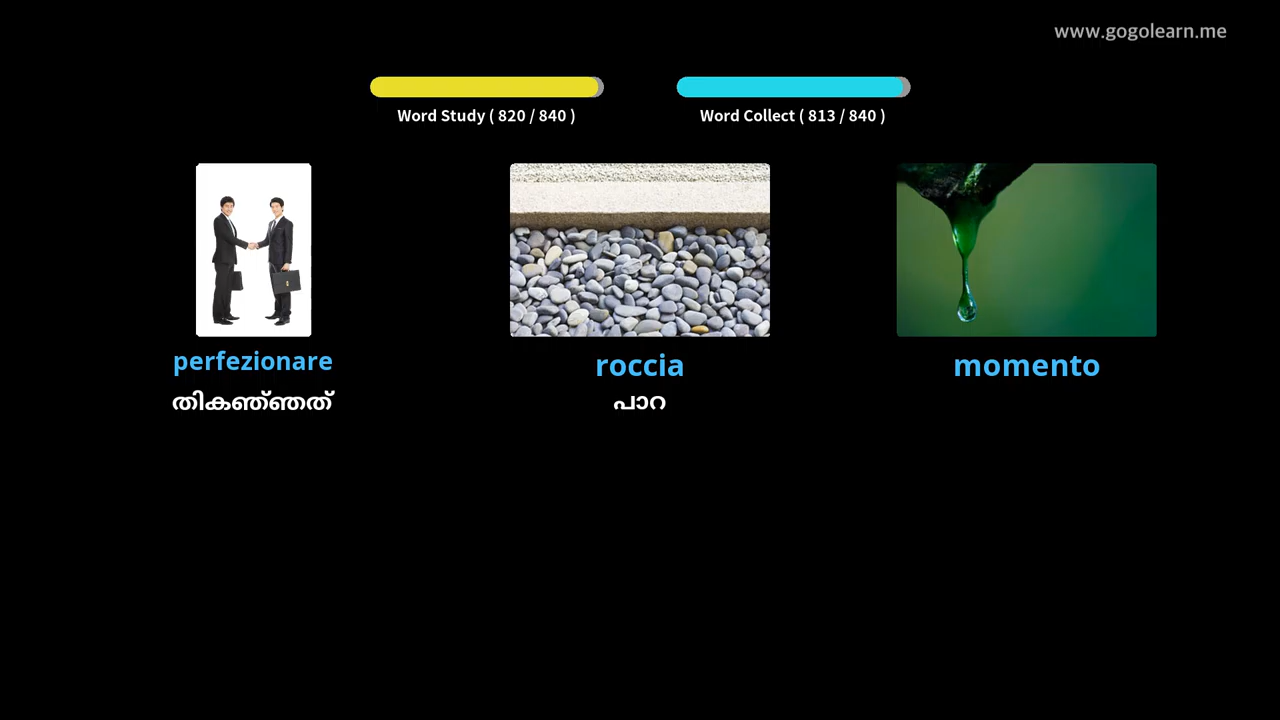 www.gogolearn.me
Word Study ( 820 / 840 )
Word Collect ( 813 / 840 )
perfezionare
roccia
momento
തികഞ്ഞത്
പാറ